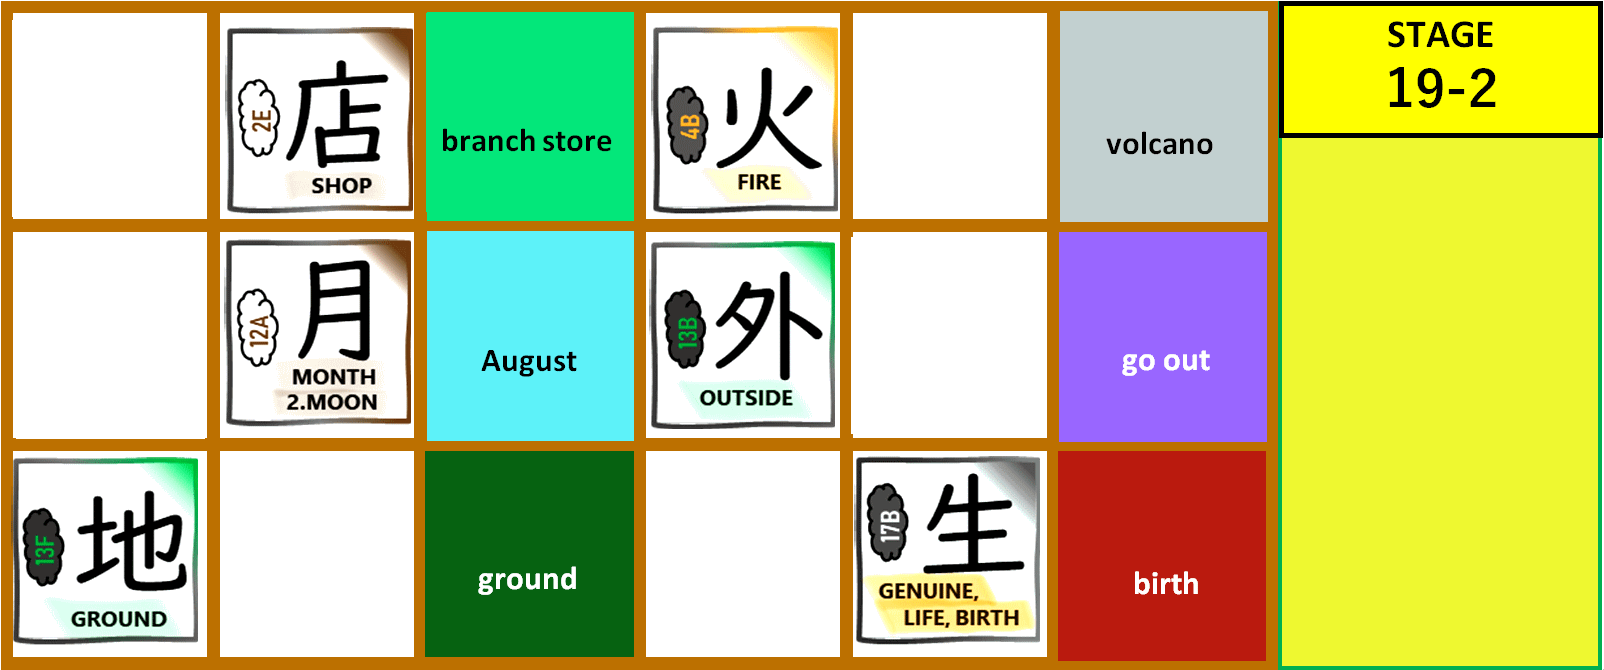 2E
店
SHOP
branch store
4B
火
FIRE
volcano
STAGE
19-2
12A
月
MONTH
2.MOON
August
13B
外
OUTSIDE
go out
13F
地
GROUND
ground
17B
生
GENUINE,
LIFE, BIRTH
birth